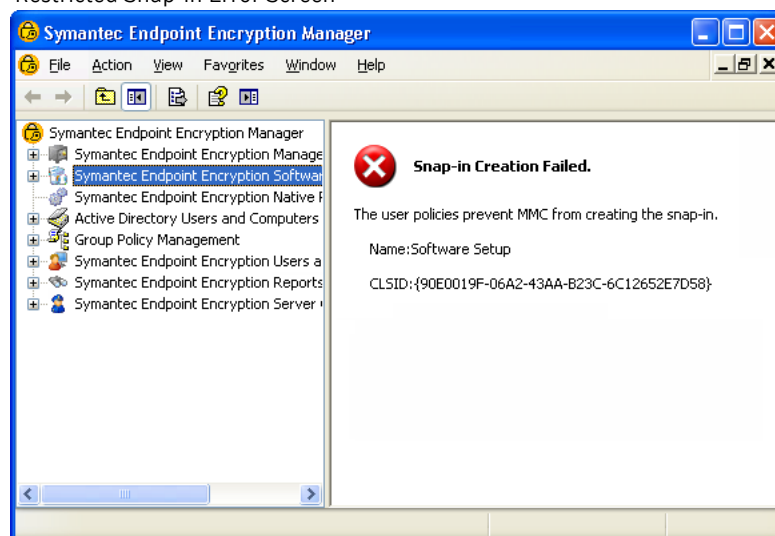 Restricted Snap-in Error Screen
Symantec Endpoint Encryption Manager
File Action View Favorites Window Help
Symantec Endpoint Encryption Manager
Symantec Endpoint Encryption Manage
Symantec Endpoint Encryption Softwar
Symantec Endpoint Encryption Native
Active Directory Users and Computers
Group Policy Management
Symantec Endpoint Encryption Users a
Symantec Endpoint Encryption Reports
Symantec Endpoint Encryption Server
Snap-in Creation Failed.
The user policies prevent MMC from creating the snap-in.
Name:Software Setup
CLSID:{90E0019F-06A2-43AA-B23C-6C12652E7D58}